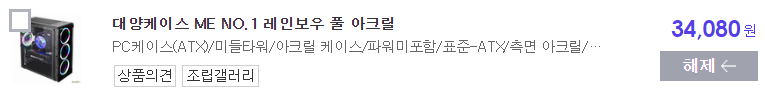 대양케이스 ME NO.1 레인보우 풀 아크릴
34,080원
PC케이스(ATX)/미들타워/아크릴 케이스/파워미포함/표준-ATX/측면 아크릴/…
해제 ←
상품의견 조립갤러리